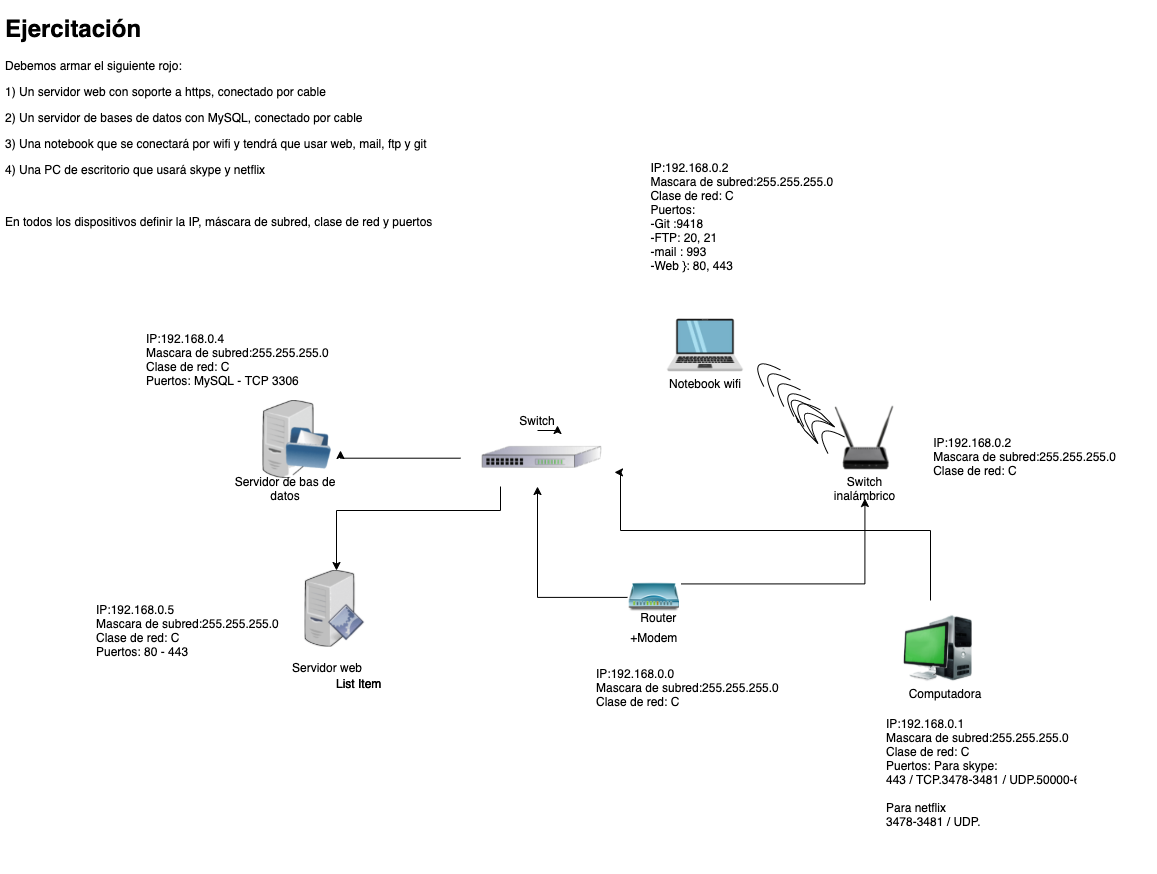 Ejercitación
Debemos armar el siguiente rojo:
1) Un servidor web con soporte a https, conectado por cable
2) Un servidor de bases de datos con MySQL, conectado por cable
3) Una notebook que se conectará por wifi y tendrá que usar web, mail, ftp y git
4) Una PC de escritorio que usará skype y netflix
En todos los dispositivos definir la IP, máscara de subred, clase de red y puertos
IP:192.168.0.2
Mascara de subred:255.255.255.0
Clase de red: C
Puertos:
-Git :9418
-FTP: 20, 21
-mail : 993
-Web }: 80, 443
Notebook wifi
IP:192.168.0.4
Mascara de subred:255.255.255.0
Clase de red: C
Puertos: MySQL - TCP 3306
Servidor de bas de
datos
Switch
Switch
inalámbrico
IP:192.168.0.2
Mascara de subred:255.255.255.0
Clase de red: C
IP:192.168.0.5
Mascara de subred:255.255.255.0
Clase de red: C
Puertos: 80 - 443
Servidor web
List Item
Router
+Modem
IP:192.168.0.0
Mascara de subred:255.255.255.0
Clase de red: C
Computadora
IP:192.168.0.1
Mascara de subred:255.255.255.0
Clase de red: C
Puertos: Para skype:
443 / TCP.3478-3481 / UDP.50000-
Para netflix
3478-3481 / UDP.